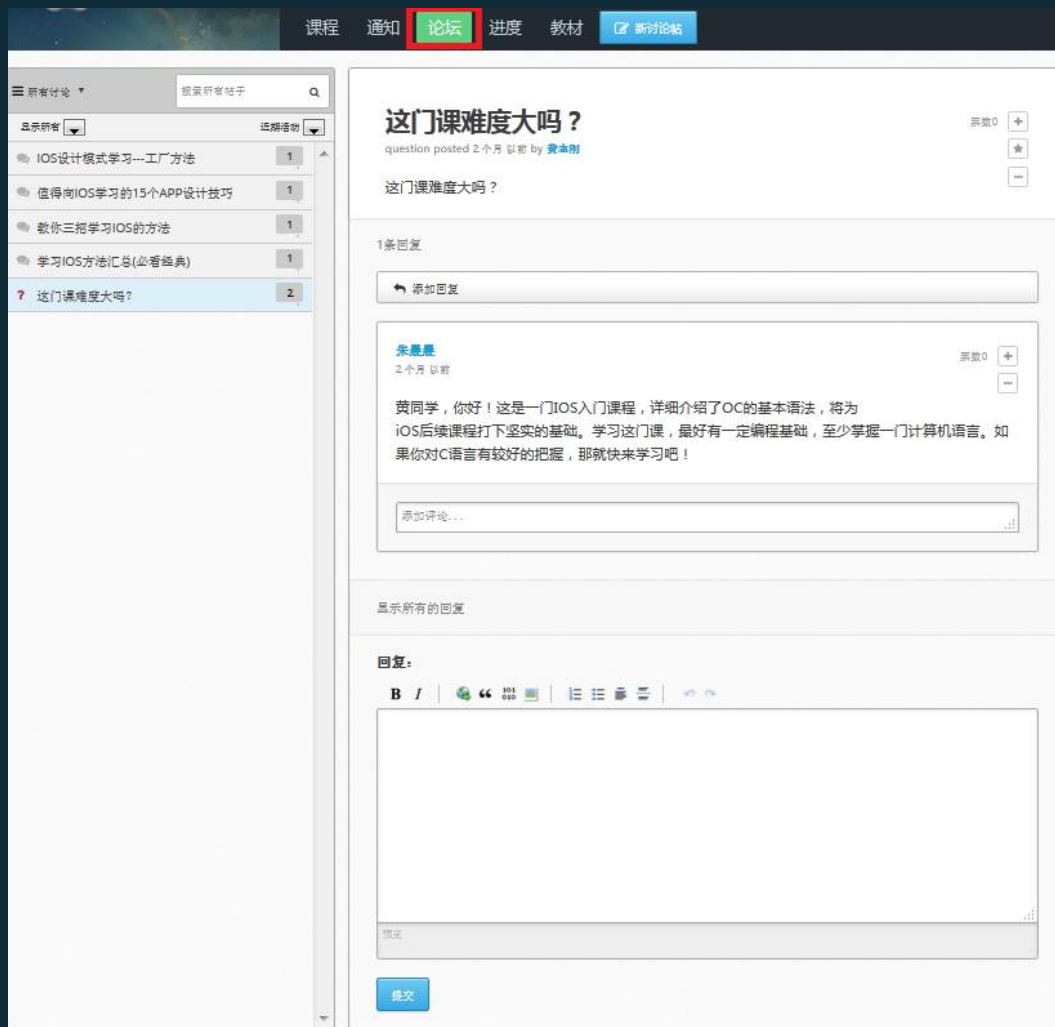 课程 通知 论坛 进度 教材 新讨论帖
所有讨论
搜索所有帖子
显示所有 近期活动
IOS设计模式学习---工厂方法 1
值得向IOS学习的15个APP设计技巧 1
教你三招学习IOS的方法 1
学习IOS方法汇总(必看经典) 1
? 这门课难度大吗? 2
这门课难度大吗？
票数0
question posted 2个月 以前 by
这门课难度大吗？
1条回复
添加回复
朱晨晨
票数0
2个月 以前
黄同学，你好！这是一门IOS入门课程，详细介绍了OC的基本语法，将为
iOS后续课程打下坚实的基础。学习这门课，最好有一定编程基础，至少掌握一门计算机语言。如
果你对C语言有较好的把握，那就快来学习吧！
添加评论...
显示所有的回复
回复:
B I
预览
提交